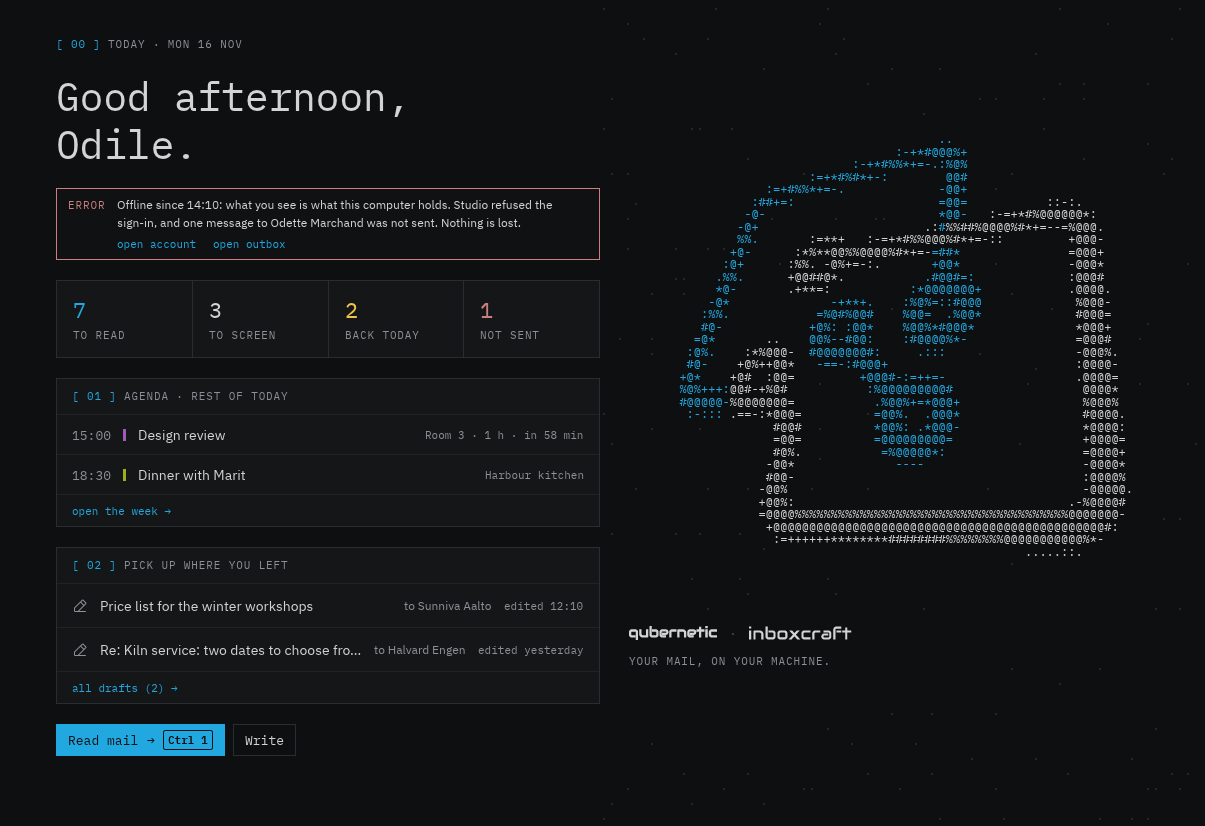 [ 00 ] TODAY · MON 16 NOV
Good afternoon,
Odile.
ERROR Offline since 14:10: what you see is what this computer holds. Studio refused the
sign-in, and one message to Odette Marchand was not sent. Nothing is lost.
open account open outbox
7 3 2 1
TO READ TO SCREEN BACK TODAY NOT SENT
[ 01 ] AGENDA · REST OF TODAY
15:00 Design review Room 3 · 1 h · in 58 min
18:30 Dinner with Marit Harbour kitchen
open the week →
[ 02 ] PICK UP WHERE YOU LEFT
Price list for the winter workshops to Sunniva Aalto edited 12:10
Re: Kiln service: two dates to choose fro… to Halvard Engen edited yesterday
all drafts (2) →
Read mail → Ctrl 1 Write
qubernetic · inboxcraft
YOUR MAIL, ON YOUR MACHINE.